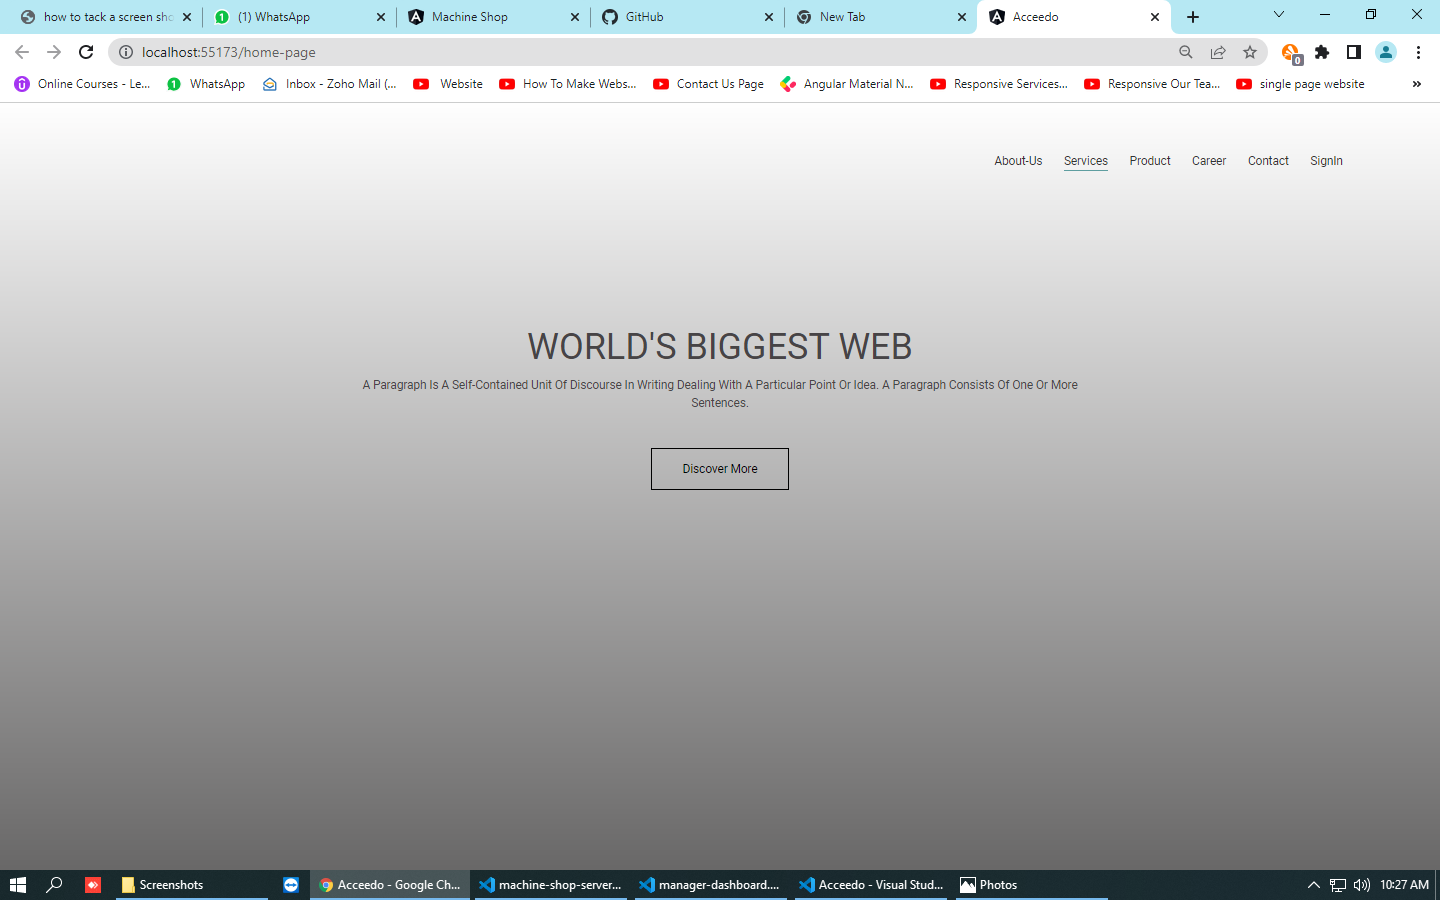 how to tack a screen sho
(1) WhatsApp
Machine Shop
GitHub
New Tab
Acceedo
localhost:55173/home-page
0
Online Courses - Le...
WhatsApp
Inbox - Zoho Mail (...
Website
How To Make Webs...
Contact Us Page
Angular Material N...
Responsive Services...
Responsive Our Tea...
single page website
»
About-Us
Services
Product
Career
Contact
SignIn
WORLD'S BIGGEST WEB
A Paragraph Is A Self-Contained Unit Of Discourse In Writing Dealing With A Particular Point Or Idea. A Paragraph Consists Of One Or More
Sentences.
Discover More
Screenshots
Acceedo - Google Ch...
machine-shop-server...
manager-dashboard....
Acceedo - Visual Stud...
Photos
10:27 AM